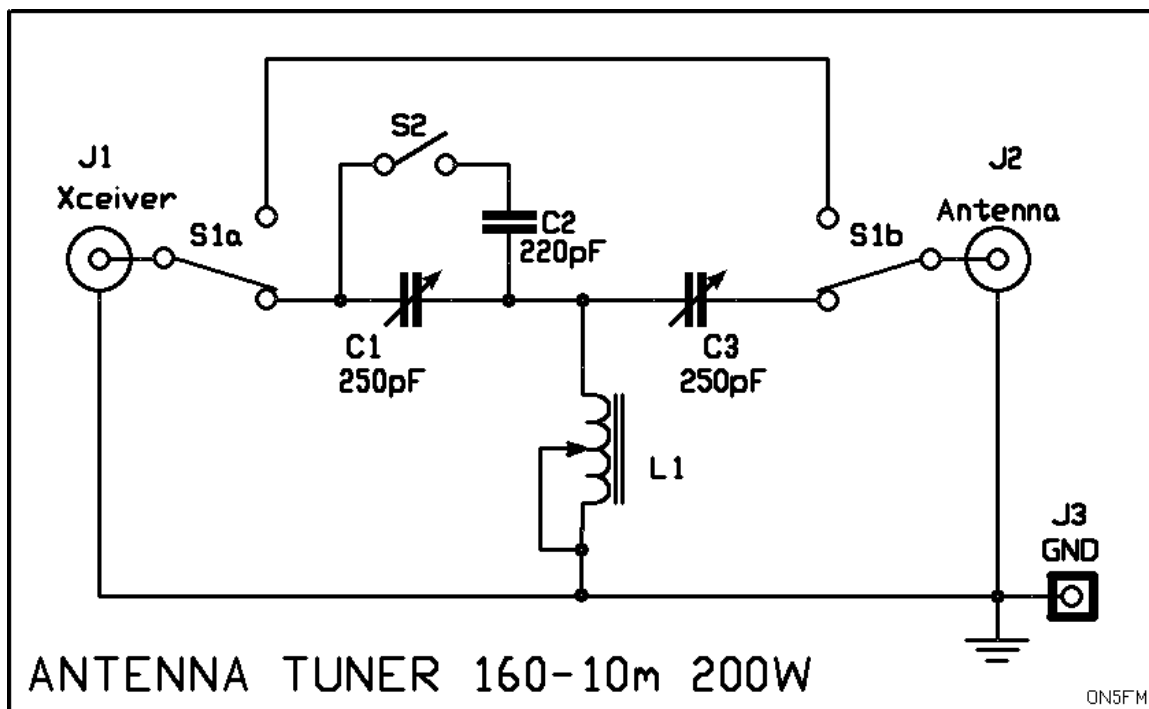 S2
J1
Xceiver
S1a
C2
220pF
J2
Antenna
S1b
C1
250pF
C3
250pF
L1
J3
GND
ANTENNA TUNER 160-10m 200W
ON5FM